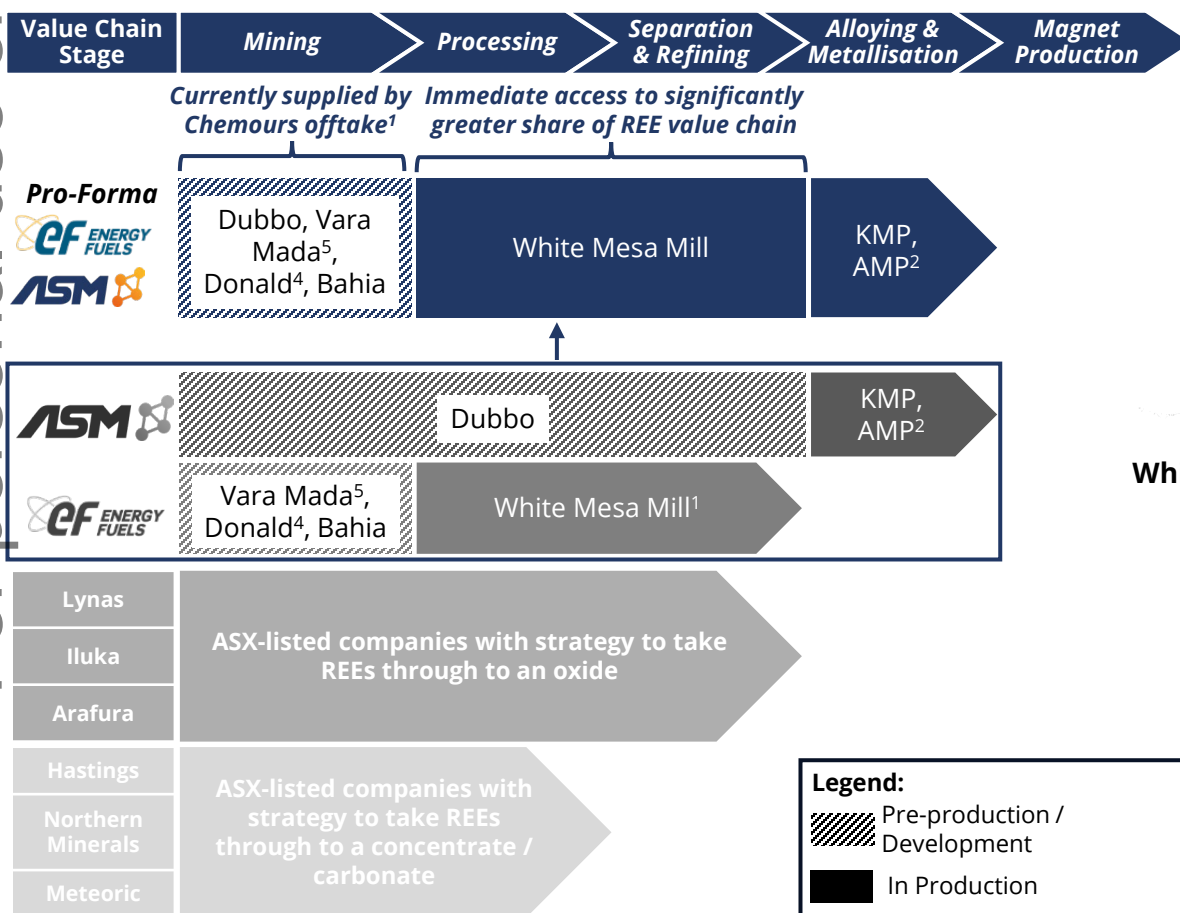 Value Chain
Stage
Mining
Processing
Separation
& Refining
Alloying &
Metallisation
Magnet
Production
Currently supplied by
Chemours offtake¹
Immediate access to significantly
greater share of REE value chain
Pro-Forma
ef ENERGY
FUELS
ASM
Dubbo, Vara
Mada⁵,
Donald⁴, Bahia
White Mesa Mill
KMP,
AMP²
ASM
Dubbo
KMP,
AMP²
ef ENERGY
FUELS
Vara Mada⁵,
Donald⁴, Bahia
White Mesa Mill¹
Wh
Lynas
Iluka
Arafura
ASX-listed companies with strategy to take
REEs through to an oxide
Hastings
Northern
Minerals
Meteoric
ASX-listed companies with
strategy to take REEs
through to a concentrate /
carbonate
Legend:
Pre-production /
Development
In Production